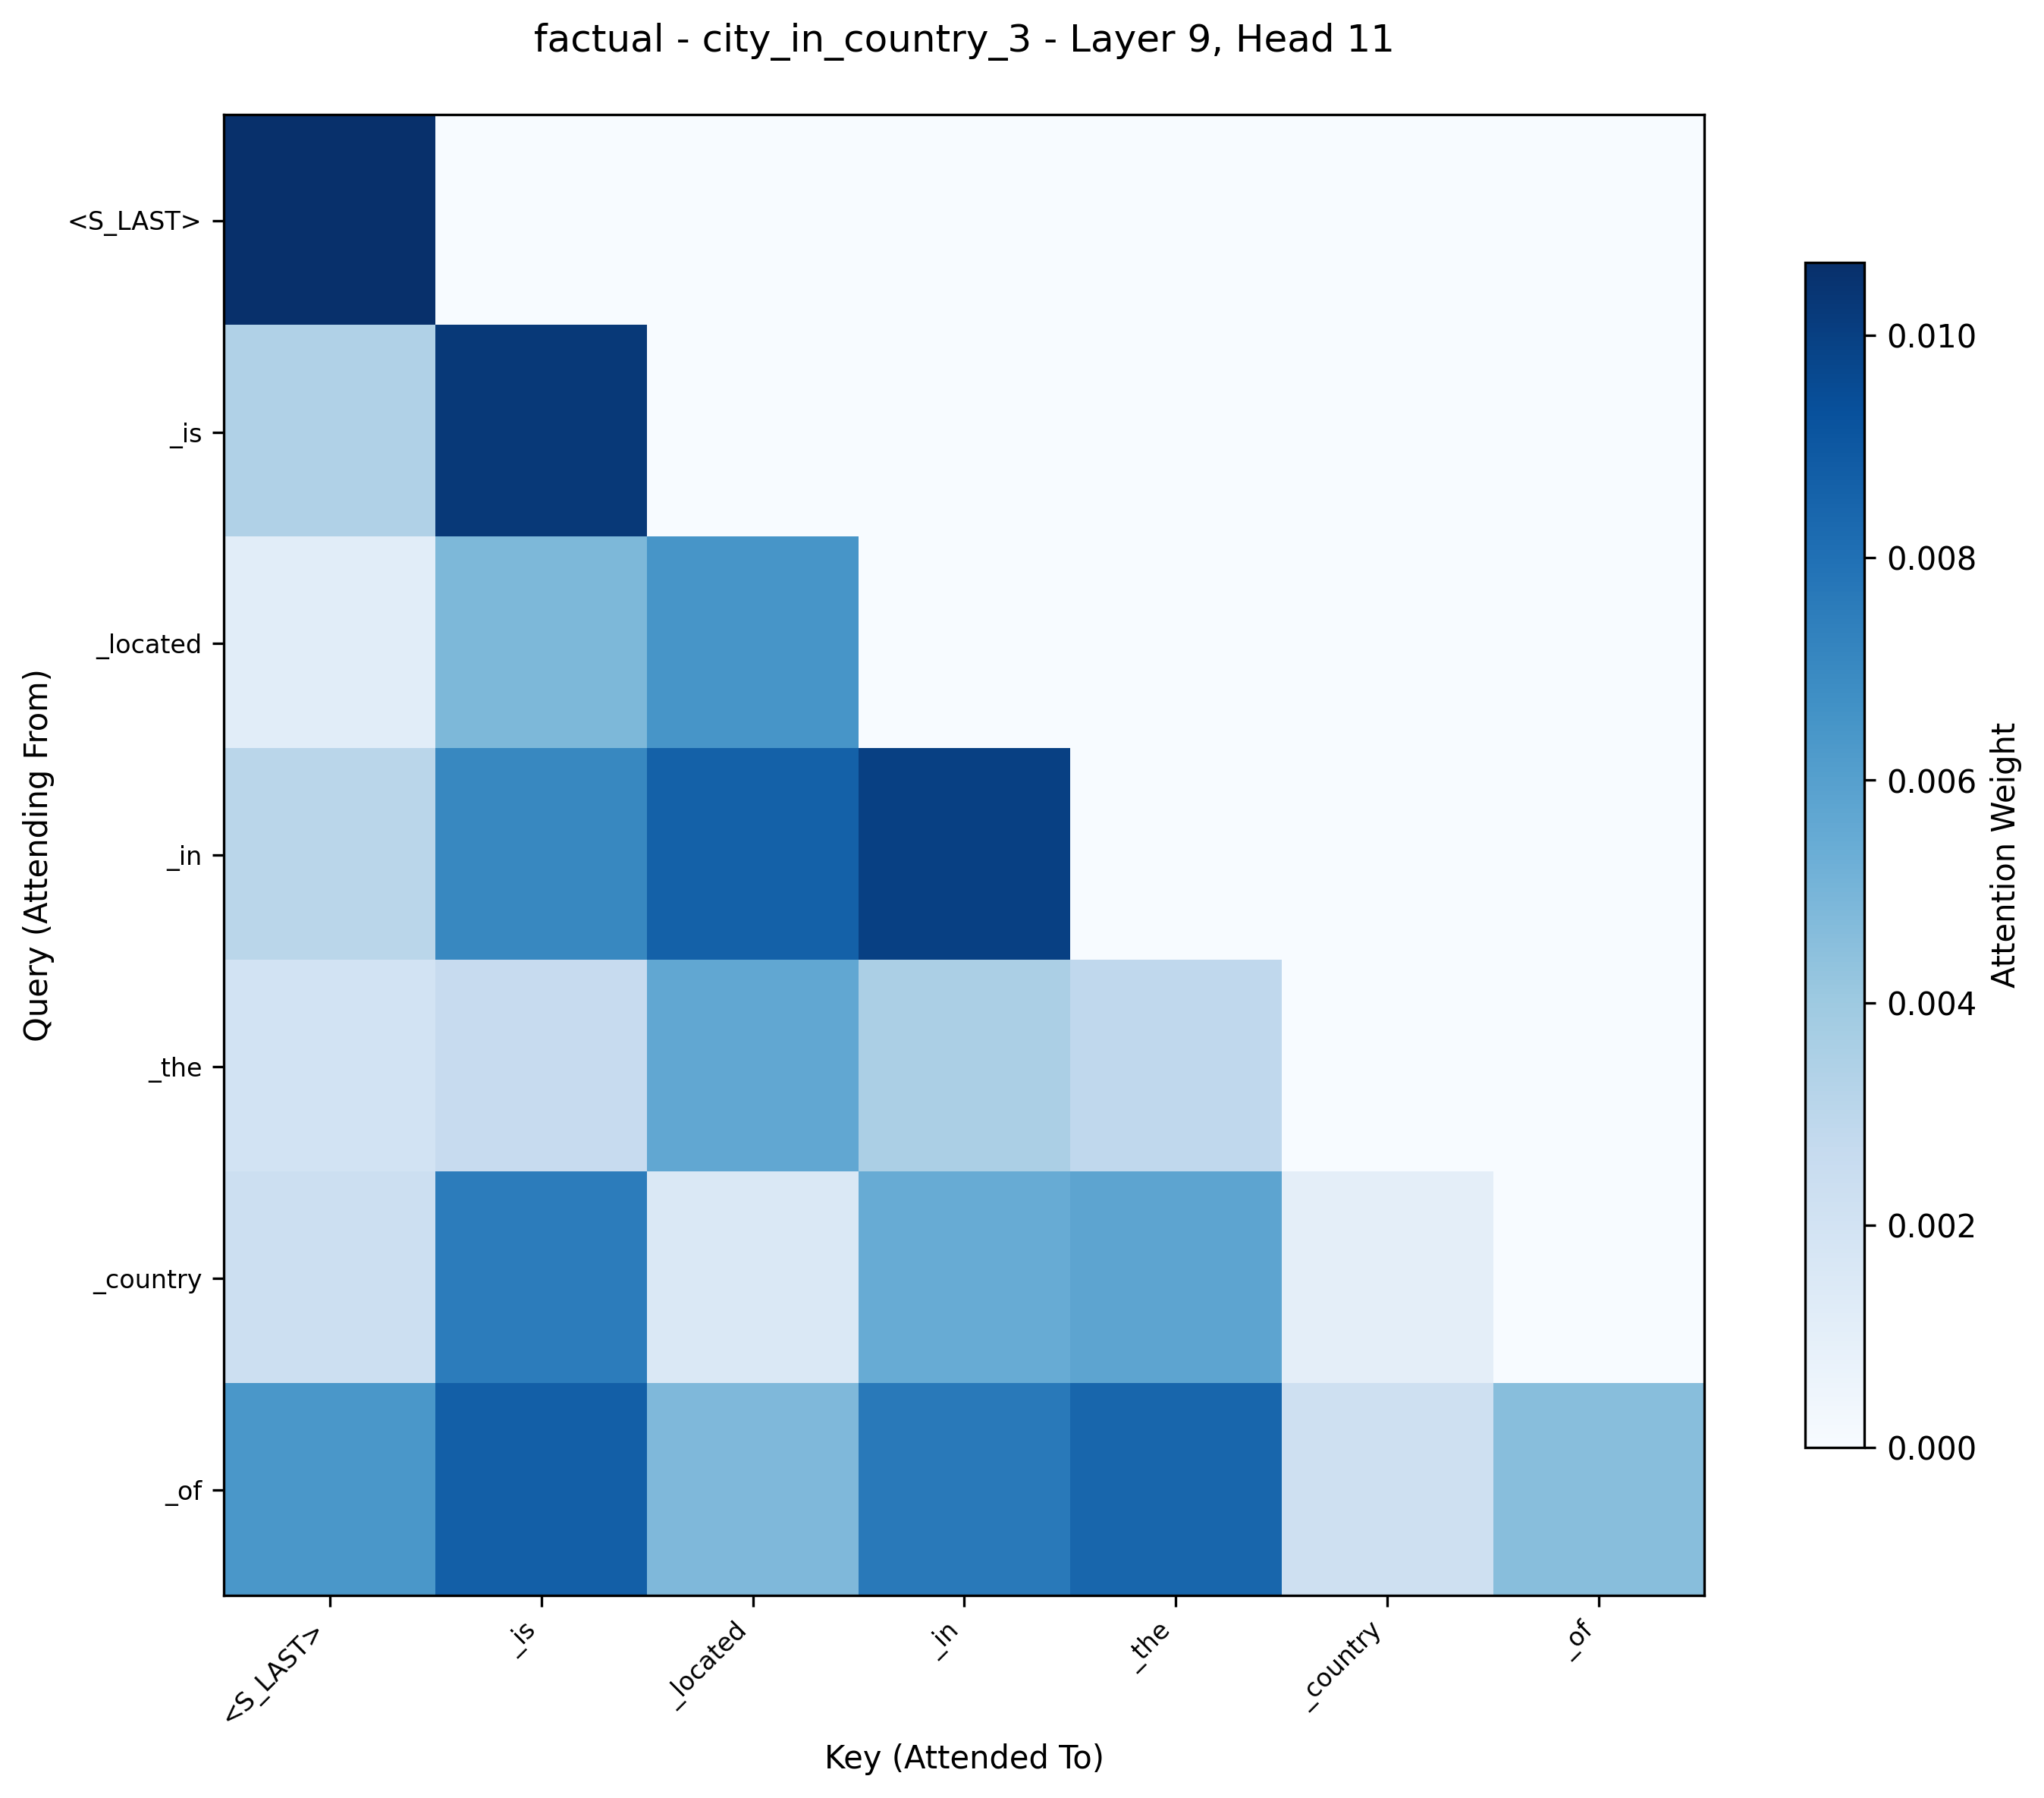 factual - city_in_country_3 - Layer 9, Head 11
Query (Attending From)
<S_LAST>
_is
_located
_in
_the
_country
_of
<S_LAST>
_is
_located
_in
_the
_country
_of
Key (Attended To)
0.010
0.008
0.006
0.004
0.002
0.000
Attention Weight